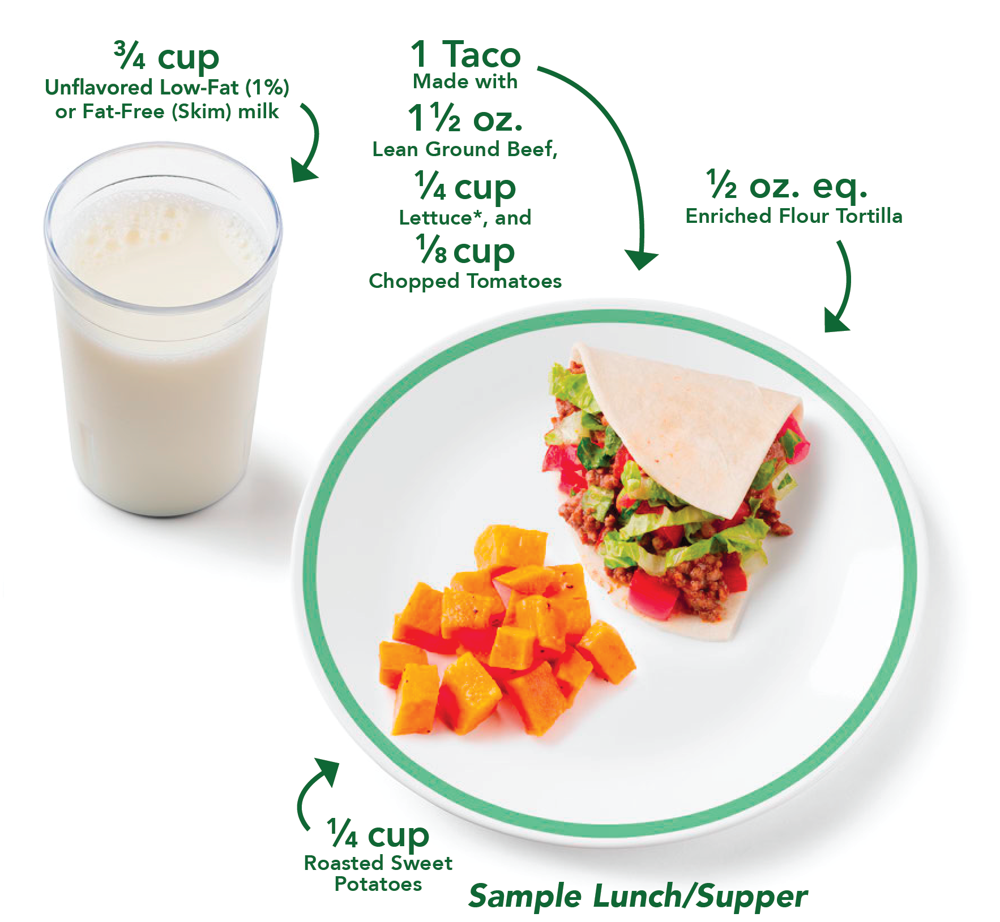 ¾ cup
Unflavored Low-Fat (1%)
or Fat-Free (Skim) milk
1 Taco
Made with
1½ oz.
Lean Ground Beef,
¼ cup
Lettuce*, and
⅛ cup
Chopped Tomatoes
½ oz. eq.
Enriched Flour Tortilla
¼ cup
Roasted Sweet
Potatoes
Sample Lunch/Supper